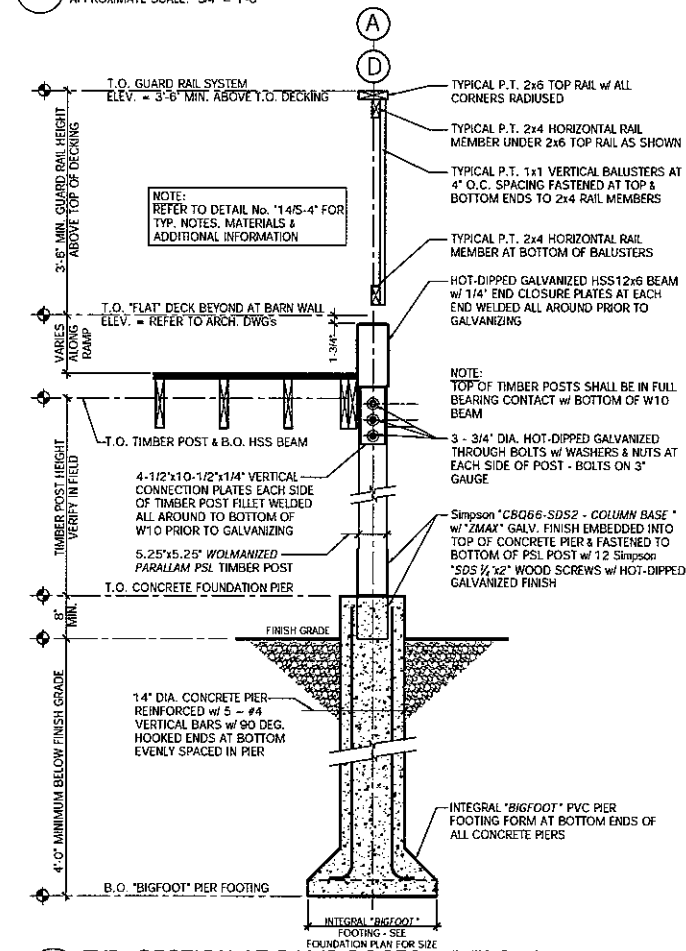 APPROXIMATE SCALE: 3/4" = 1'-0"
A
D
T.O. GUARD RAIL SYSTEM
ELEV. = 3'-6" MIN. ABOVE T.O. DECKING
3'-6" MIN. GUARD RAIL HEIGHT
ABOVE TOP OF DECKING
NOTE:
REFER TO DETAIL No. "14/S-4" FOR
TYP. NOTES, MATERIALS &
ADDITIONAL INFORMATION
TYPICAL P.T. 2x6 TOP RAIL w/ ALL
CORNERS RADIUSED
TYPICAL P.T. 2x4 HORIZONTAL RAIL
MEMBER UNDER 2x6 TOP RAIL AS SHOWN
TYPICAL P.T. 1x1 VERTICAL BALUSTERS AT
4" O.C. SPACING FASTENED AT TOP &
BOTTOM ENDS TO 2x4 RAIL MEMBERS
TYPICAL P.T. 2x4 HORIZONTAL RAIL
MEMBER AT BOTTOM OF BALUSTERS
HOT-DIPPED GALVANIZED HSS12x6 BEAM
w/ 1/4" END CLOSURE PLATES AT EACH
END WELDED ALL AROUND PRIOR TO
GALVANIZING
T.O. "FLAT" DECK BEYOND AT BARN WALL
ELEV. = REFER TO ARCH. DWGs
VARIES
ALONG
RAMP
1-3/4"
NOTE:
TOP OF TIMBER POSTS SHALL BE IN FULL
BEARING CONTACT w/ BOTTOM OF W10
BEAM
T.O. TIMBER POST & B.O. HSS BEAM
3 - 3/4" DIA. HOT-DIPPED GALVANIZED
THROUGH BOLTS w/ WASHERS & NUTS AT
EACH SIDE OF POST - BOLTS ON 3"
GAUGE
TIMBER POST HEIGHT
VERIFY IN FIELD
4-1/2"x10-1/2"x1/4" VERTICAL
CONNECTION PLATES EACH SIDE
OF TIMBER POST FILLET WELDED
ALL AROUND TO BOTTOM OF
W10 PRIOR TO GALVANIZING
5.25"x5.25" WOLMANIZED
PARALLAM PSL TIMBER POST
Simpson "CBQ66-SDS2 - COLUMN BASE"
w/ "ZMAX" GALV. FINISH EMBEDDED INTO
TOP OF CONCRETE PIER & FASTENED TO
BOTTOM OF PSL POST w/ 12 Simpson
"SDS ¼"x2" WOOD SCREWS w/ HOT-DIPPED
GALVANIZED FINISH
T.O. CONCRETE FOUNDATION PIER
8"
MIN.
FINISH GRADE
14" DIA. CONCRETE PIER
REINFORCED w/ 5 ~ #4
VERTICAL BARS w/ 90 DEG.
HOOKED ENDS AT BOTTOM
EVENLY SPACED IN PIER
4'-0" MINIMUM BELOW FINISH GRADE
INTEGRAL "BIGFOOT" PVC PIER
FOOTING FORM AT BOTTOM ENDS OF
ALL CONCRETE PIERS
B.O. "BIGFOOT" PIER FOOTING
INTEGRAL "BIGFOOT"
FOOTING - SEE
FOUNDATION PLAN FOR SIZE